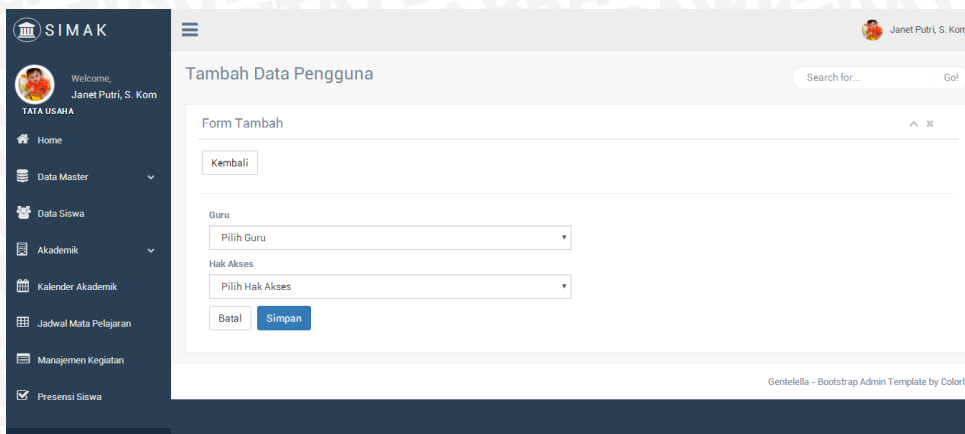 SIMAK
Janet Putri, S. Kom
Welcome,
Janet Putri, S. Kom
TATA USAHA
Home
Data Master
Data Siswa
Akademik
Kalender Akademik
Jadwal Mata Pelajaran
Manajemen Kegiatan
Presensi Siswa
Tambah Data Pengguna
Search for...
Go!
Form Tambah
Kembali
Guru
Pilih Guru
Hak Akses
Pilih Hak Akses
Batal
Simpan
Gentelella - Bootstrap Admin Template by Colorl